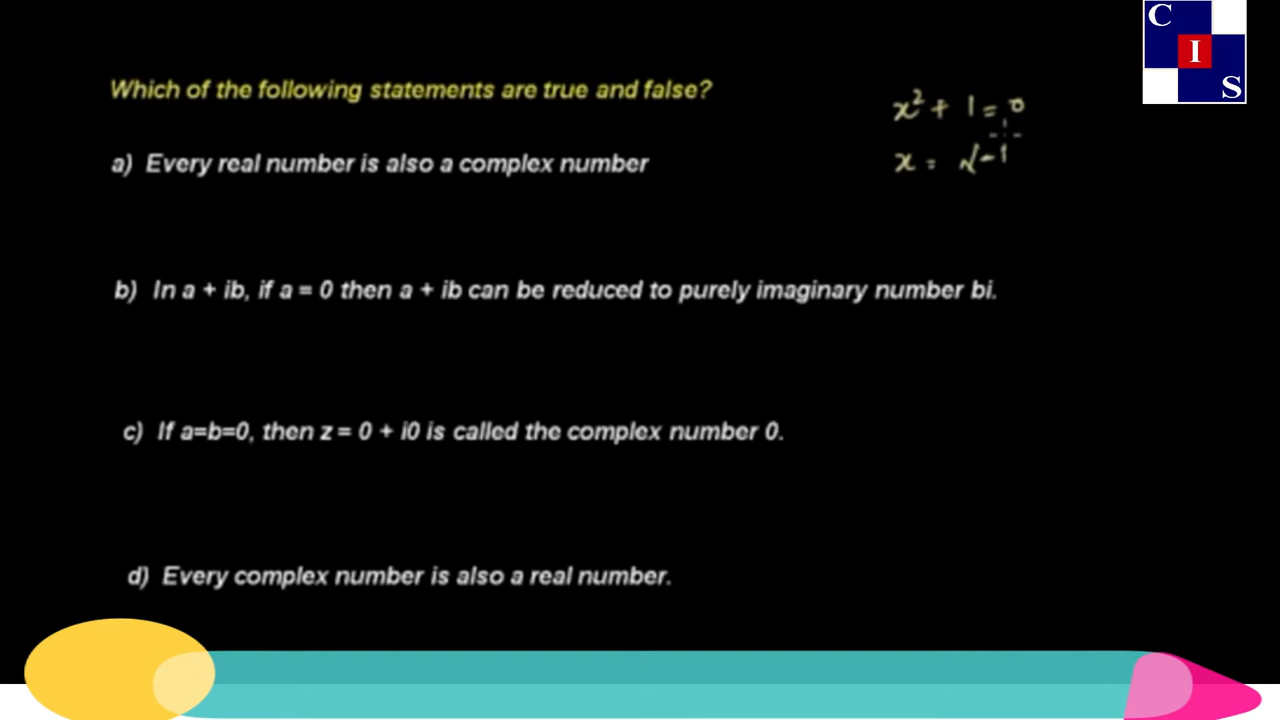 C
I
S
Which of the following statements are true and false?
x² + 1 = 0
a) Every real number is also a complex number
x = √-1
b) In a + ib, if a = 0 then a + ib can be reduced to purely imaginary number bi.
c) If a=b=0, then z = 0 + i0 is called the complex number 0.
d) Every complex number is also a real number.